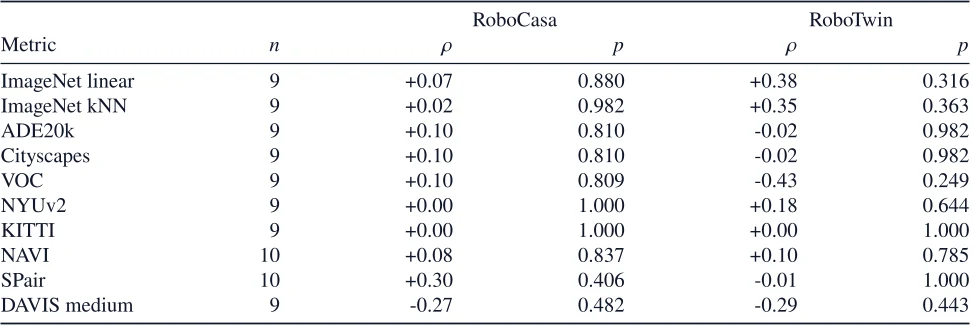 RoboCasa RoboTwin
Metric n ρ p ρ p
ImageNet linear 9 +0.07 0.880 +0.38 0.316
ImageNet kNN 9 +0.02 0.982 +0.35 0.363
ADE20k 9 +0.10 0.810 -0.02 0.982
Cityscapes 9 +0.10 0.810 -0.02 0.982
VOC 9 +0.10 0.809 -0.43 0.249
NYUv2 9 +0.00 1.000 +0.18 0.644
KITTI 9 +0.00 1.000 +0.00 1.000
NAVI 10 +0.08 0.837 +0.10 0.785
SPair 10 +0.30 0.406 -0.01 1.000
DAVIS medium 9 -0.27 0.482 -0.29 0.443